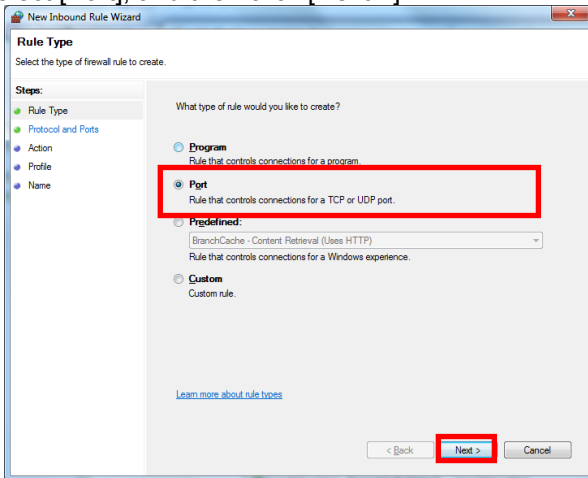 New Inbound Rule Wizard
Rule Type
Select the type of firewall rule to create.
Steps:
Rule Type
Protocol and Ports
Action
Profile
Name
What type of rule would you like to create?
Program
Rule that controls connections for a program.
Port
Rule that controls connections for a TCP or UDP port.
Predefined:
BranchCache - Content Retrieval (Uses HTTP)
Rule that controls connections for a Windows experience.
Custom
Custom rule.
Learn more about rule types
< Back Next > Cancel